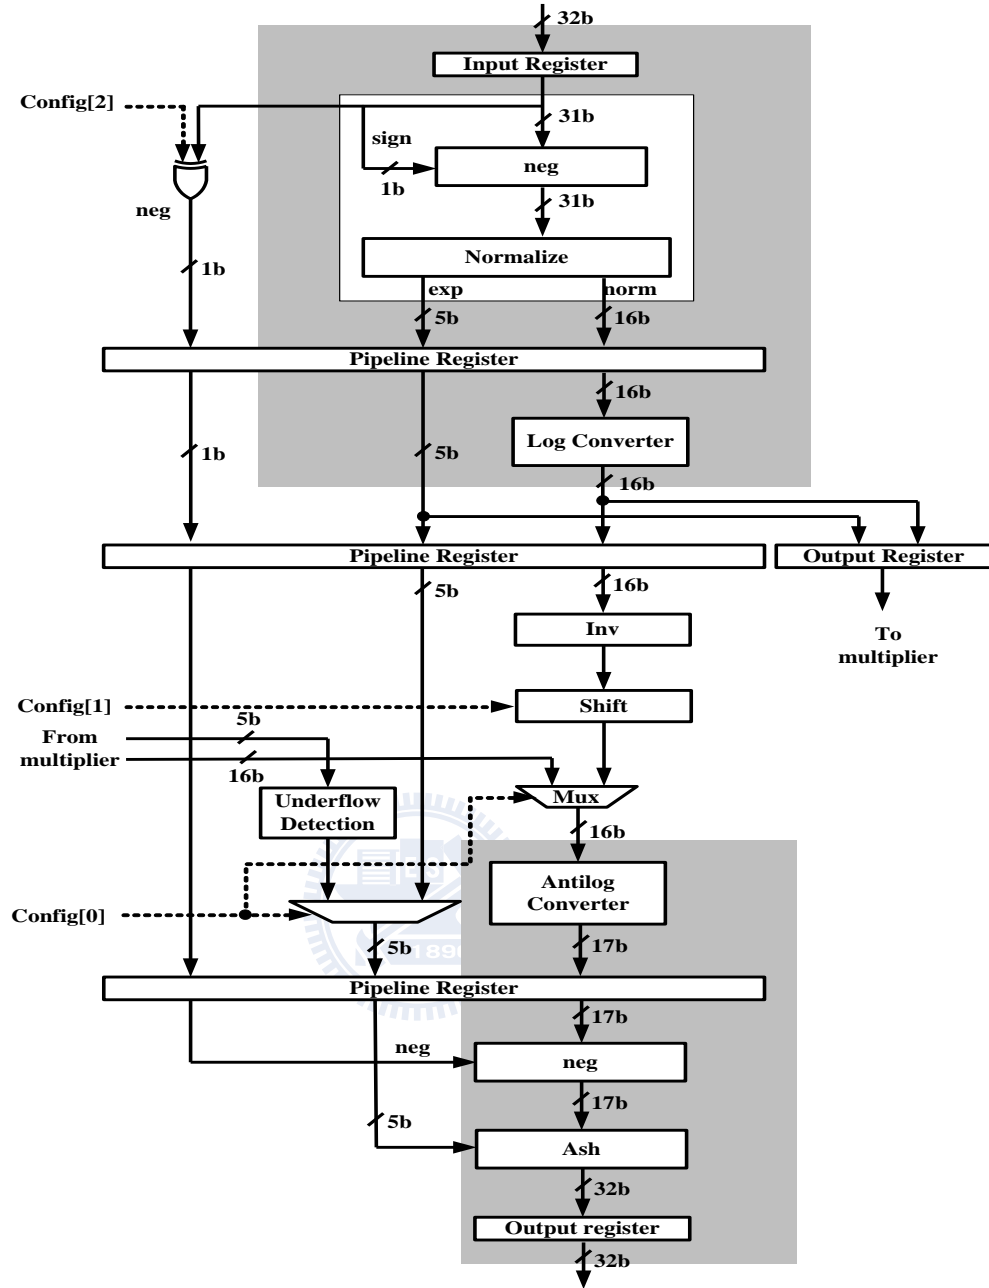 32b
Input Register
Config[2]
31b
sign
neg
1b
neg
31b
Normalize
1b
exp
norm
5b
16b
Pipeline Register
16b
Log Converter
1b
5b
16b
Pipeline Register
Output Register
5b
16b
Inv
To
multiplier
Config[1]
Shift
5b
From
multiplier
16b
Mux
Underflow
Detection
16b
Antilog
Converter
Config[0]
5b
17b
Pipeline Register
17b
neg
neg
17b
5b
Ash
32b
Output register
32b